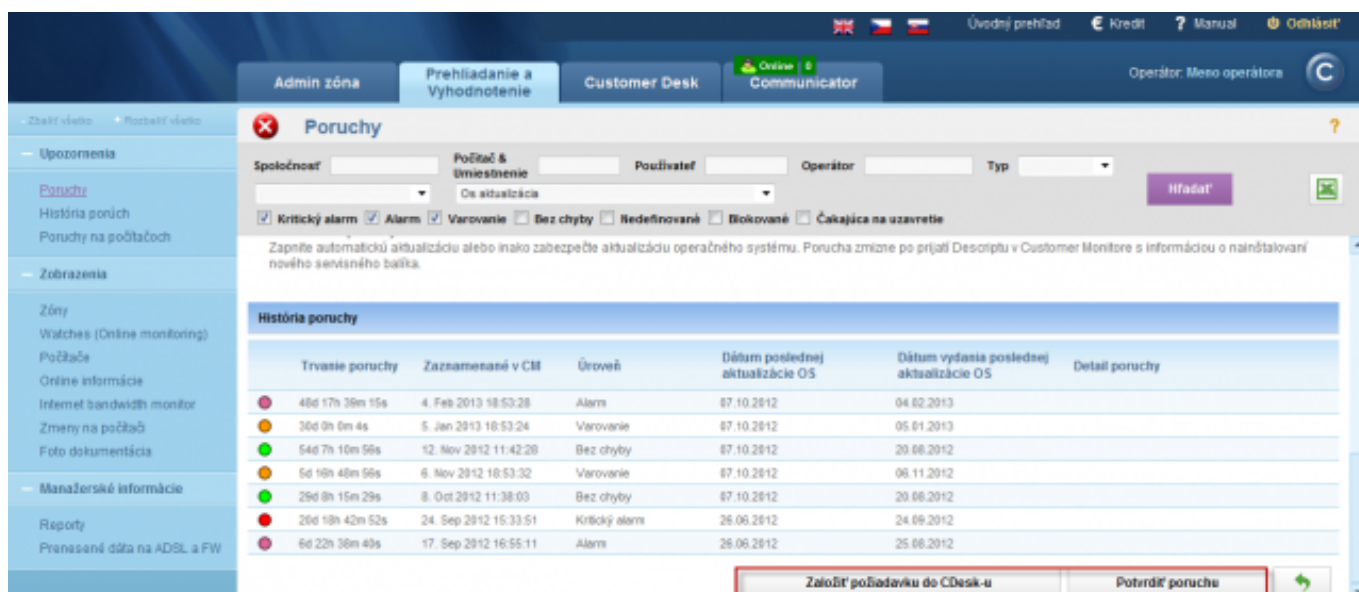 Úvodný prehľad € Kredit ? Manual Odhlásiť
Online 0
Admin zóna Prehliadanie a Vyhodnotenie Customer Desk Communicator Operátor: Meno operátora C
Zbaliť všetko Rozbaliť všetko
Upozornenia
Poruchy
História porúch
Poruchy na počítačoch
Zobrazenia
Zóny
Watches (Online monitoring)
Počítače
Online informácie
Internet bandwidth monitor
Zmeny na počítači
Foto dokumentácia
Manažerské informácie
Reporty
Prenesené dáta na ADSL a FW
Poruchy ?
Spoločnosť Počítač & Umiestnenie Používateľ Operátor Typ
Os aktualizácia Hľadať
Kritický alarm Alarm Varovanie Bez chyby Nedefinované Blokované Čakajúca na uzavretie
Zapnite automatickú aktualizáciu alebo inako zabezpečte aktualizáciu operačného systému. Porucha zmizne po prijatí Descriptu v Customer Monitore s informáciou o nainštalovaní
nového servisného balíka.
História poruchy
Trvanie poruchy Zaznamenané v CM Úroveň Dátum poslednej aktualizácie OS Dátum vydania poslednej aktualizácie OS Detail poruchy
48d 17h 39m 15s 4. Feb 2013 18:53:28 Alarm 07.10.2012 04.02.2013
30d 0h 0m 4s 5. Jan 2013 18:53:24 Varovanie 07.10.2012 05.01.2013
54d 7h 10m 56s 12. Nov 2012 11:42:28 Bez chyby 07.10.2012 20.08.2012
5d 16h 48m 56s 6. Nov 2012 18:53:32 Varovanie 07.10.2012 06.11.2012
29d 8h 15m 29s 8. Oct 2012 11:38:03 Bez chyby 07.10.2012 20.08.2012
20d 18h 42m 52s 24. Sep 2012 15:33:51 Kritický alarm 26.06.2012 24.09.2012
6d 22h 38m 40s 17. Sep 2012 16:55:11 Alarm 26.06.2012 25.08.2012
Založiť požiadavku do CDesk-u Potvrdiť poruchu